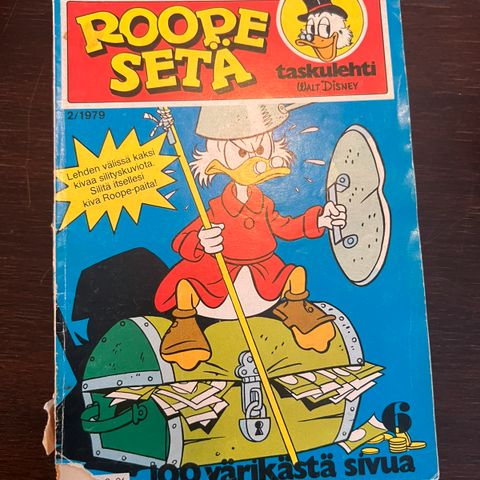 ROOPE
SETÄ
taskulehti
WALT DISNEY
2/1979
Lehden välissä kaksi
kivaa silityskuviota.
Silitä itsellesi
kiva Roope-paita!
6
100 värikästä sivua